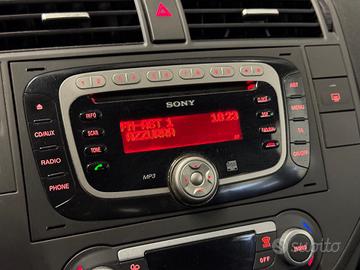 SONY
INFO
SCAN
TONE
CD/AUX
RADIO
PHONE
FM-AST 1 10:23
AZZURRA
MENU
TA
ON/OFF
MP3
subito